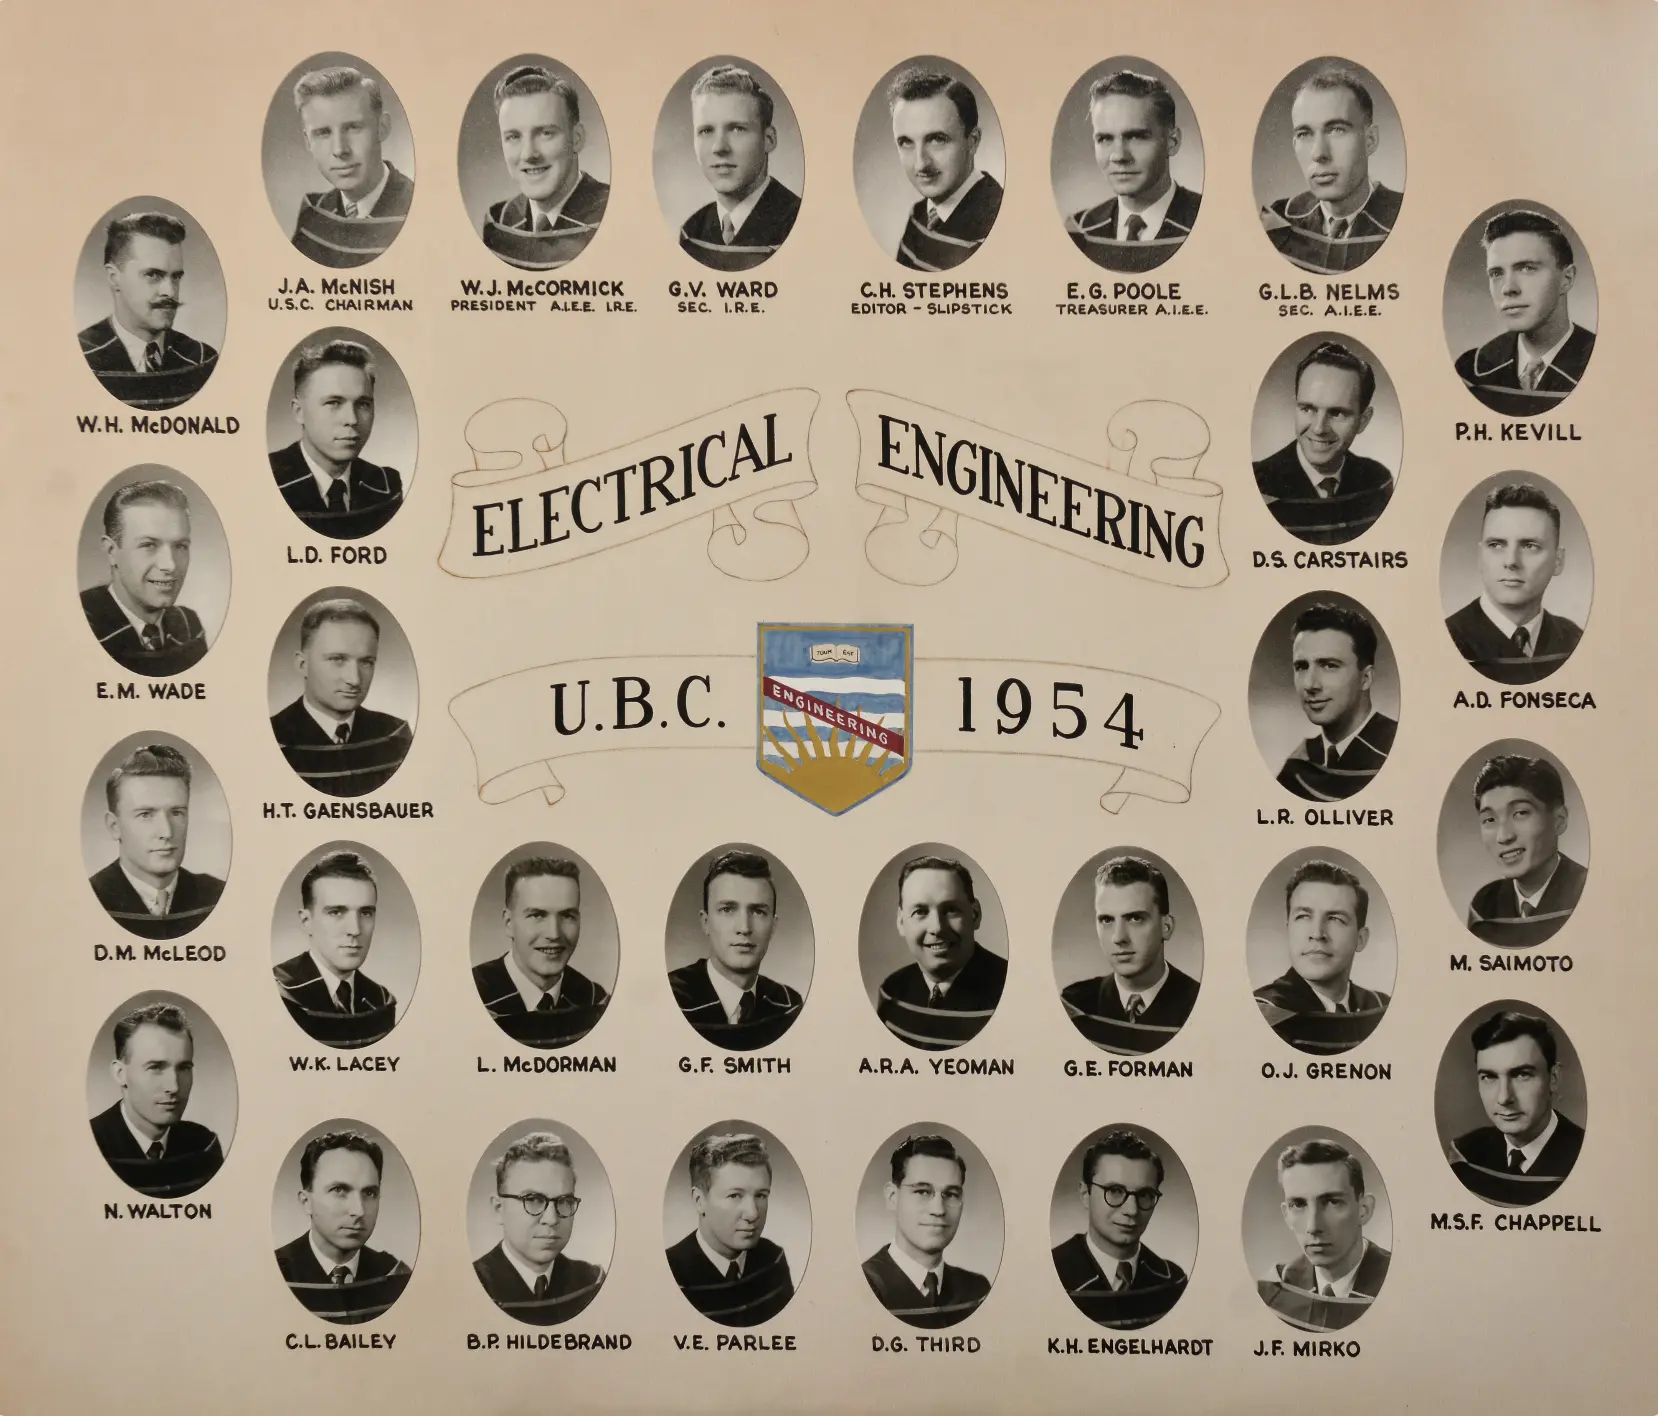 J.A. McNISH
U.S.C. CHAIRMAN
W.J. McCORMICK
PRESIDENT A.I.E.E. I.R.E.
G.V. WARD
SEC. I.R.E.
C.H. STEPHENS
EDITOR - SLIPSTICK
E.G. POOLE
TREASURER A.I.E.E.
G.L.B. NELMS
SEC. A.I.E.E.
W.H. McDONALD
P.H. KEVILL
L.D. FORD
D.S. CARSTAIRS
ELECTRICAL ENGINEERING
E.M. WADE
A.D. FONSECA
TUUM EST
ENGINEERING
U.B.C. 1954
H.T. GAENSBAUER
L.R. OLLIVER
D.M. McLEOD
M. SAIMOTO
W.K. LACEY
L. McDORMAN
G.F. SMITH
A.R.A. YEOMAN
G.E. FORMAN
O.J. GRENON
N. WALTON
M.S.F. CHAPPELL
C.L. BAILEY
B.P. HILDEBRAND
V.E. PARLEE
D.G. THIRD
K.H. ENGELHARDT
J.F. MIRKO